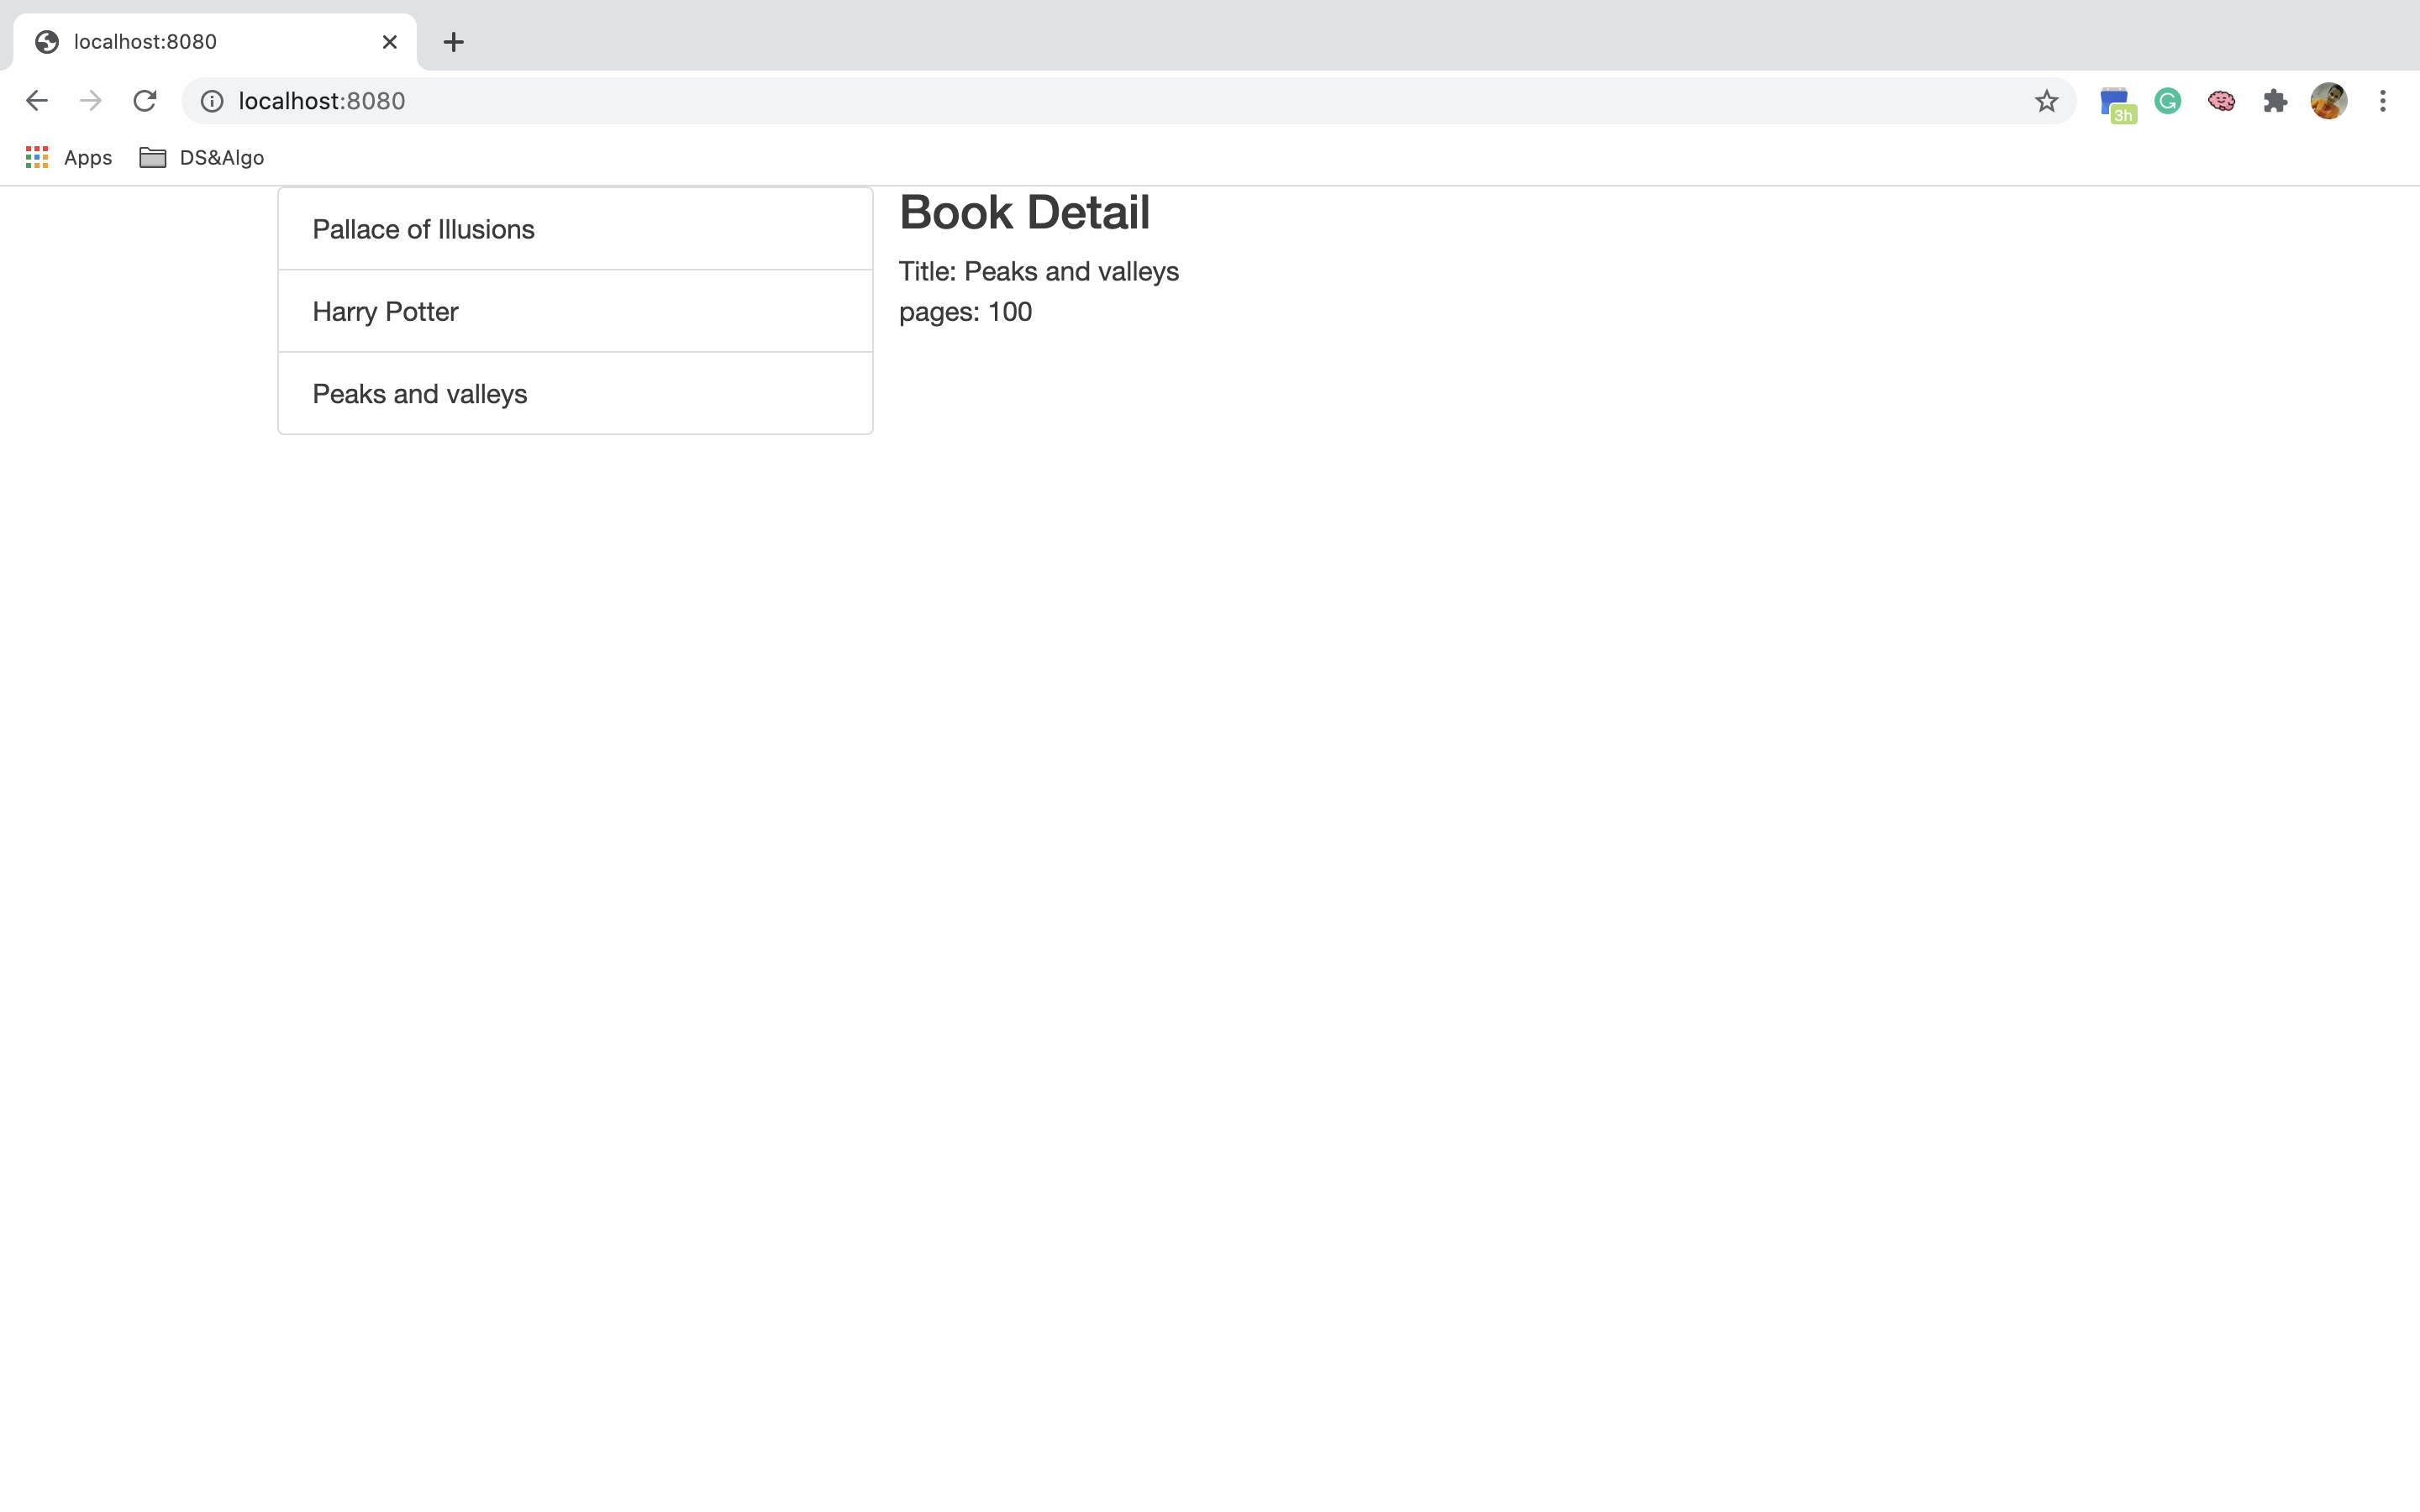 localhost:8080
localhost:8080
3h
Apps
DS&Algo
Pallace of Illusions
Harry Potter
Peaks and valleys
Book Detail
Title: Peaks and valleys
pages: 100